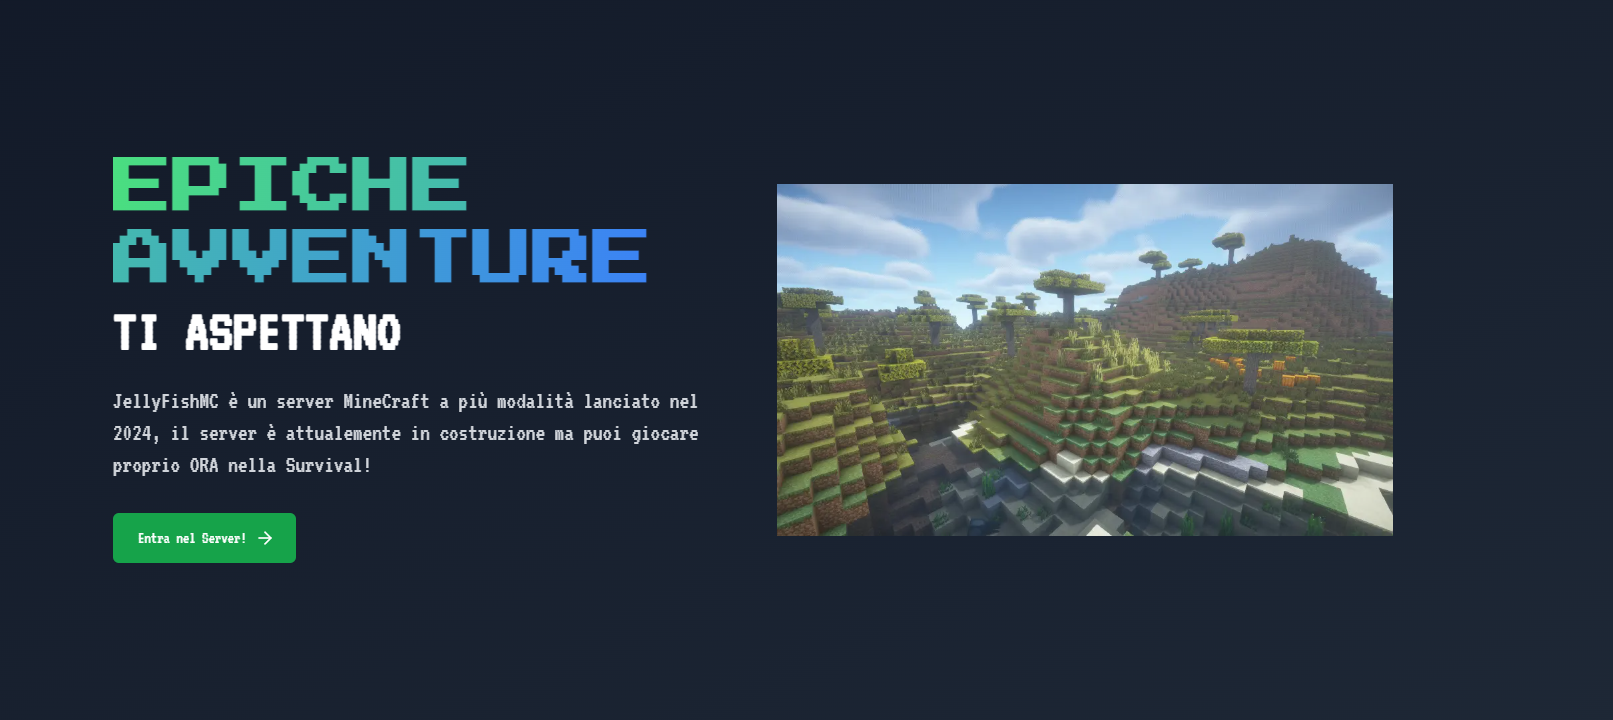 EPICHE
AVVENTURE
TI ASPETTANO
JellyFishMC è un server MineCraft a più modalità lanciato nel
2024, il server è attualemente in costruzione ma puoi giocare
proprio ORA nella Survival!
Entra nel Server!